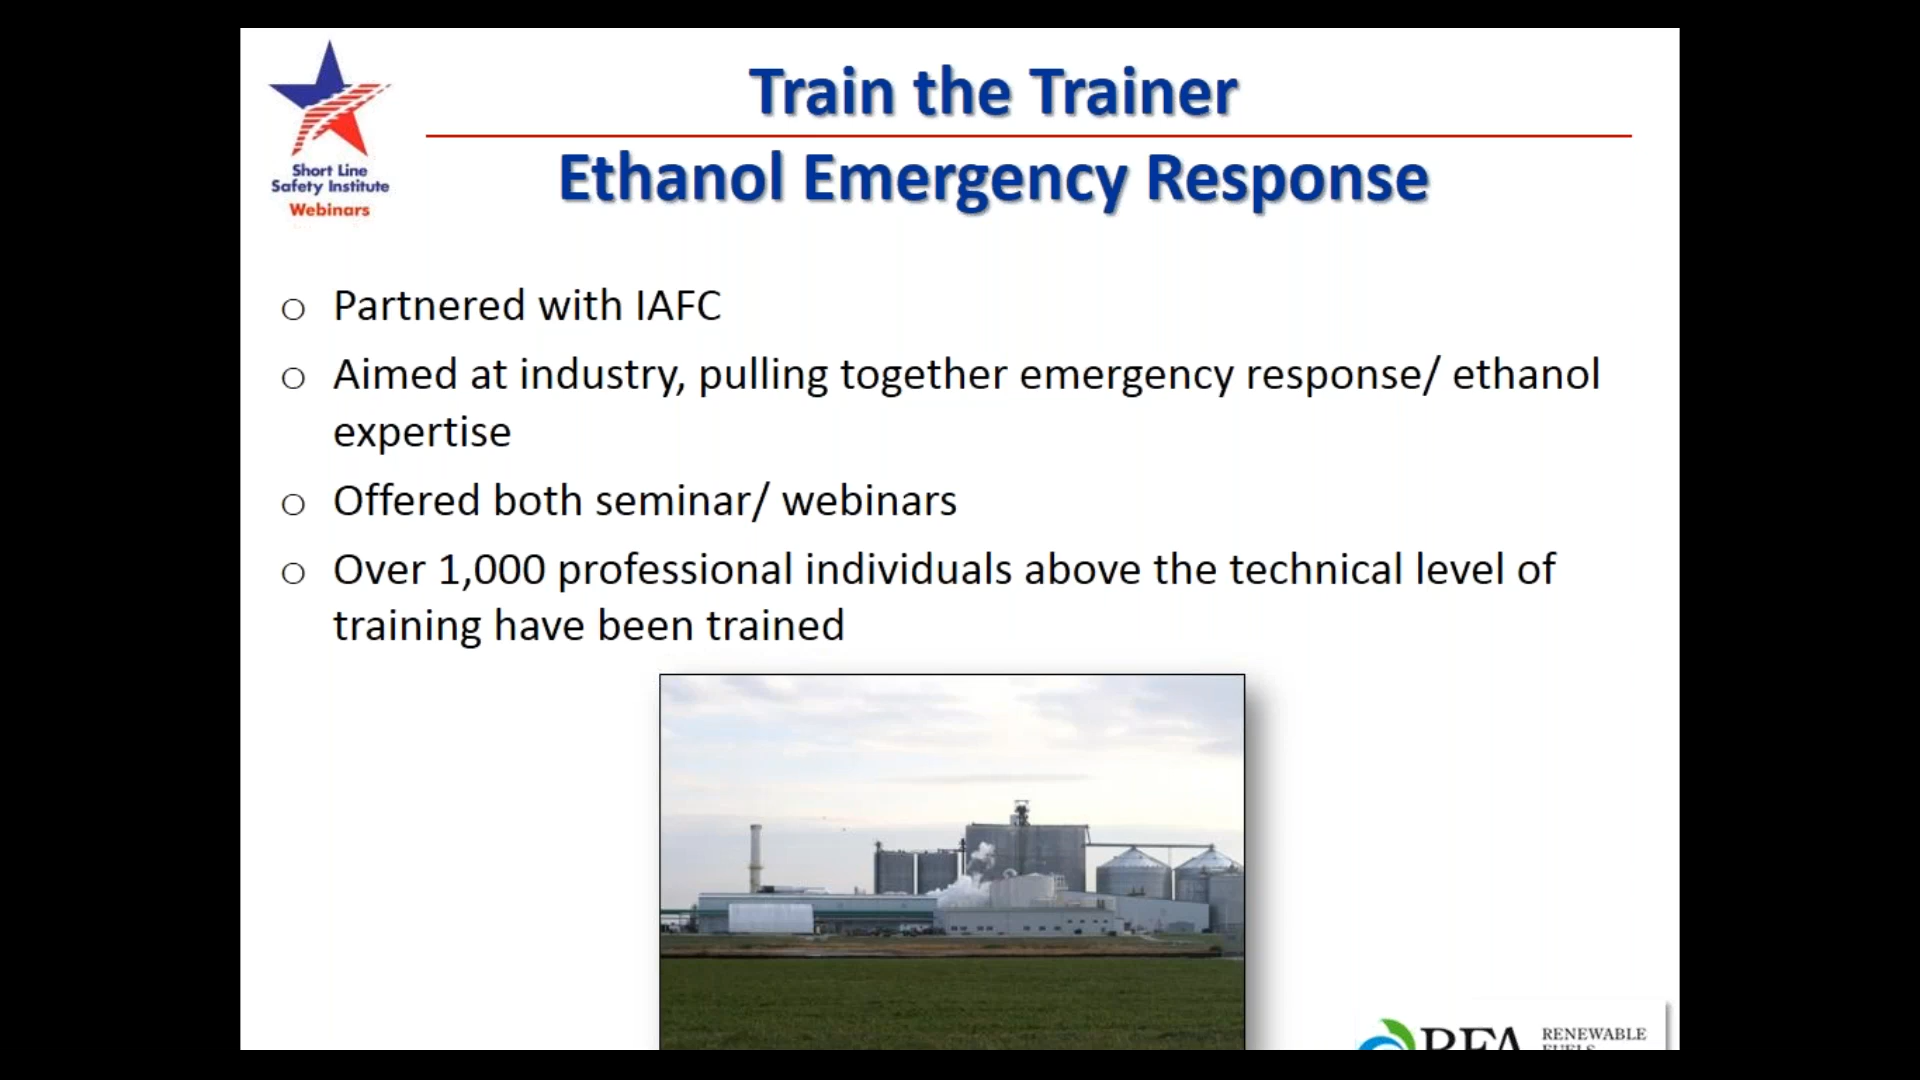 Short Line
Safety Institute
Webinars
Train the Trainer
Ethanol Emergency Response
o Partnered with IAFC
o Aimed at industry, pulling together emergency response/ ethanol
expertise
o Offered both seminar/ webinars
o Over 1,000 professional individuals above the technical level of
training have been trained
RFA
RENEWABLE
FUELS